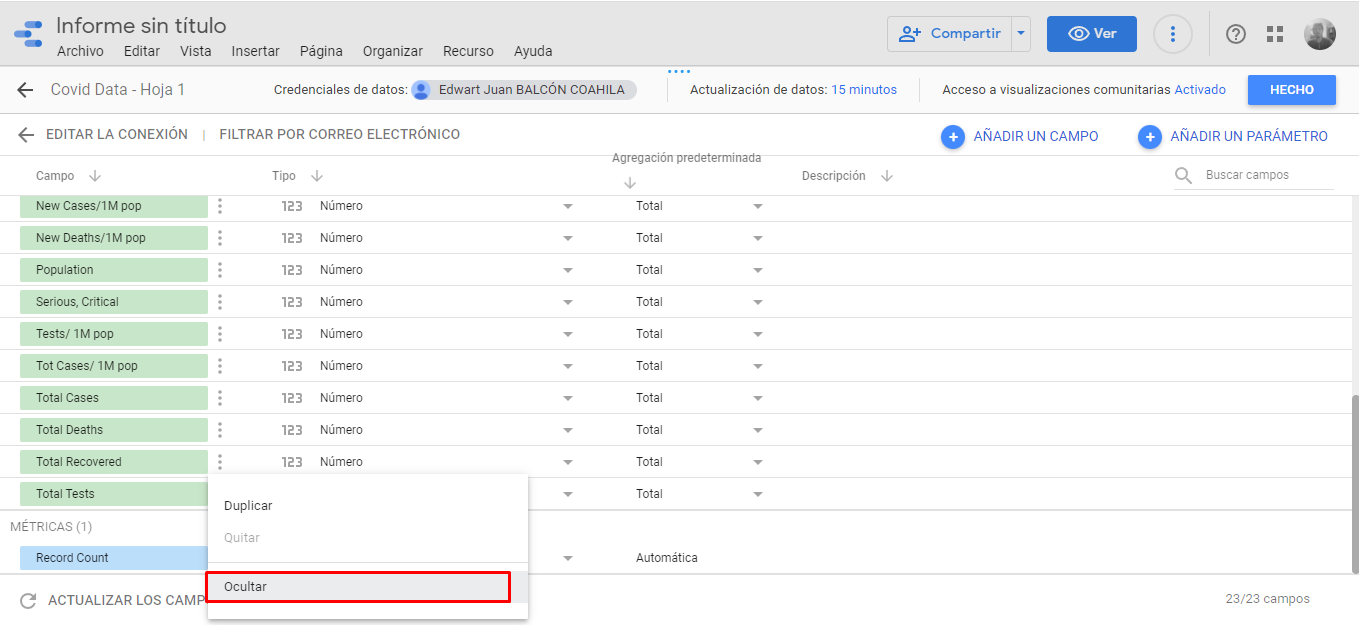 Informe sin título
Archivo Editar Vista Insertar Página Organizar Recurso Ayuda
Compartir
Ver
Covid Data - Hoja 1
Credenciales de datos: Edwart Juan BALCÓN COAHILA
Actualización de datos: 15 minutos
Acceso a visualizaciones comunitarias Activado
HECHO
EDITAR LA CONEXIÓN | FILTRAR POR CORREO ELECTRÓNICO
AÑADIR UN CAMPO
AÑADIR UN PARÁMETRO
Campo Tipo Agregación predeterminada Descripción Buscar campos
New Cases/1M pop 123 Número Total
New Deaths/1M pop 123 Número Total
Population 123 Número Total
Serious, Critical 123 Número Total
Tests/ 1M pop 123 Número Total
Tot Cases/ 1M pop 123 Número Total
Total Cases 123 Número Total
Total Deaths 123 Número Total
Total Recovered 123 Número Total
Total Tests Total
Duplicar
Quitar
Ocultar
MÉTRICAS (1)
Record Count Automática
ACTUALIZAR LOS CAMP
23/23 campos